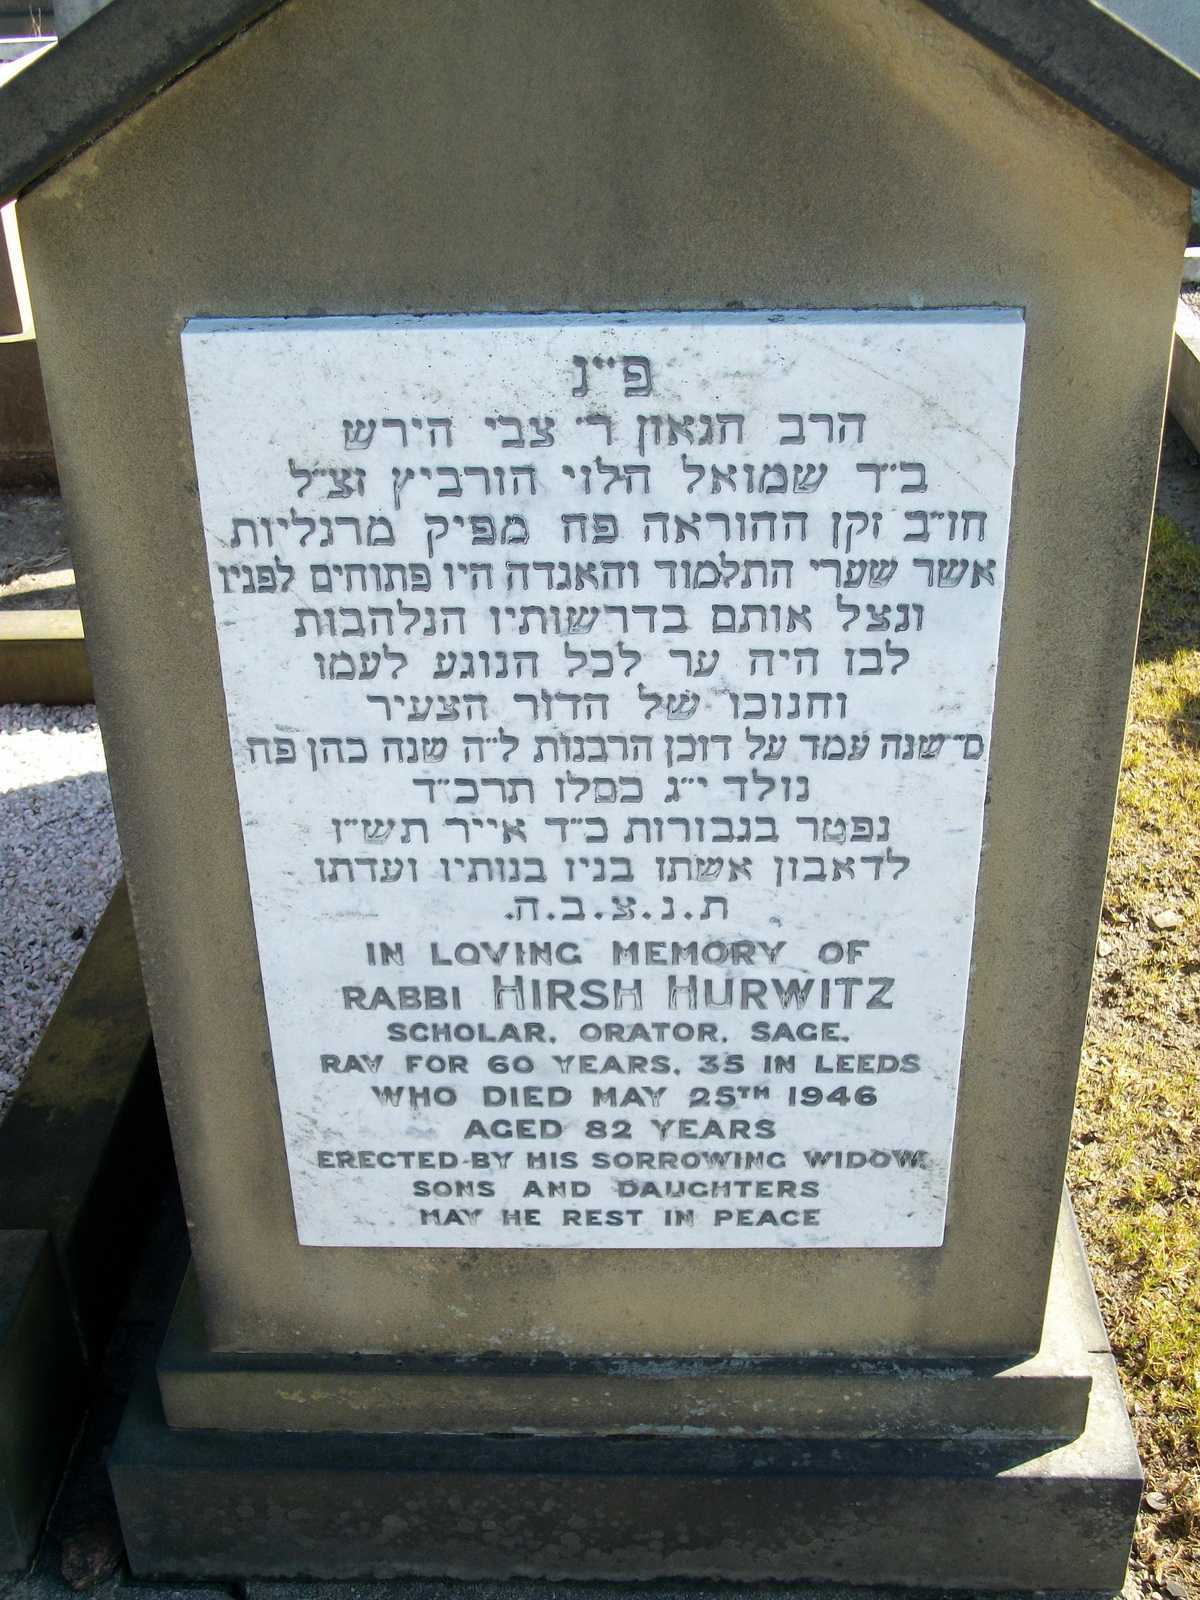 פ״נ
הרב הגאון ר׳ צבי הירש
ב״ר שמואל הלוי הורביץ זצ״ל
חו״ב זקן ההוראה פה מפיק מרגליות
אשר שערי התלמוד והאגדה היו פתוחים לפניו
ונצל אותם בדרשותיו הנלהבות
לבו היה ער לכל הנוגע לעמו
וחנוכו של הדור הצעיר
ס״ שנה עמד על דוכן הרבנות ל״ה שנה כהן פה
נולד י״ג כסלו תרכ״ד
נפטר בגבורות כ״ד אייר תש״ו
לדאבון אשתו בניו בנותיו ועדתו
ת.נ.צ.ב.ה.
IN LOVING MEMORY OF
RABBI HIRSH HURWITZ
SCHOLAR. ORATOR. SAGE.
RAV FOR 60 YEARS. 35 IN LEEDS
WHO DIED MAY 25TH 1946
AGED 82 YEARS
ERECTED BY HIS SORROWING WIDOW
SONS AND DAUGHTERS
MAY HE REST IN PEACE